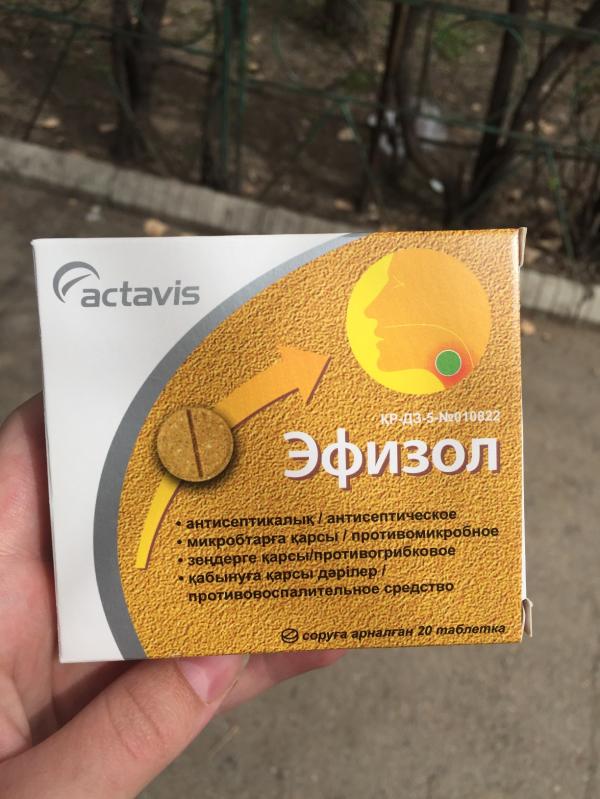 actavis
ҚР-ДЗ-5-№010822
Эфизол
• антисептикалық / антисептическое
• микробтарға қарсы / противомикробное
• зеңдерге қарсы/противогрибковое
• қабынуға қарсы дәрілер /
противовоспалительное средство
соруға арналған 20 таблетка